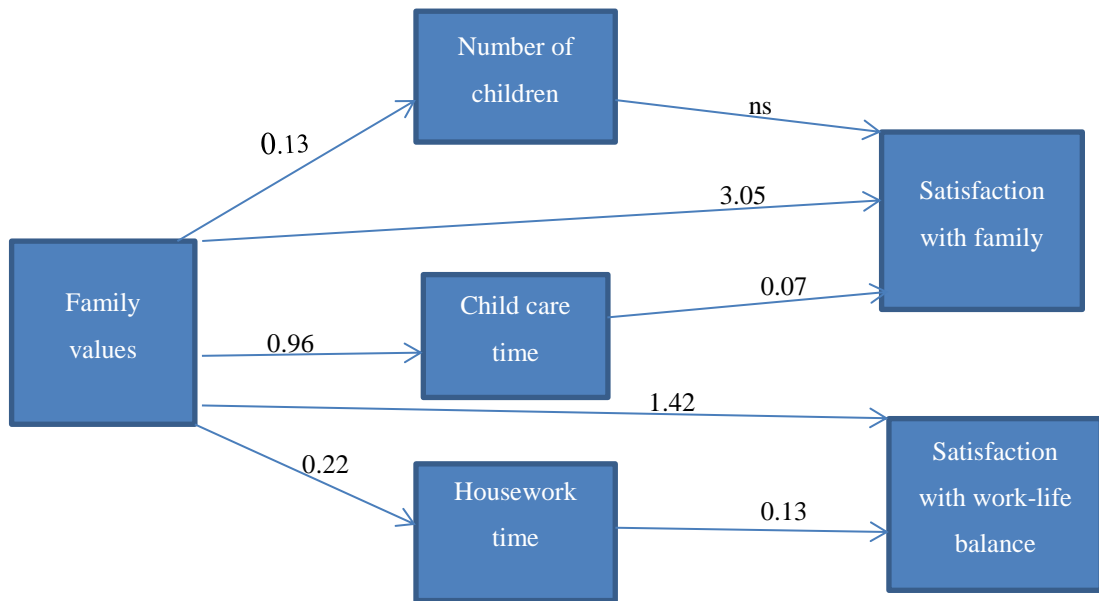 Number of
children
ns
0.13
Satisfaction
with family
3.05
Family
values
Child care
time
0.07
0.96
1.42
0.22
Housework
time
0.13
Satisfaction
with work-life
balance